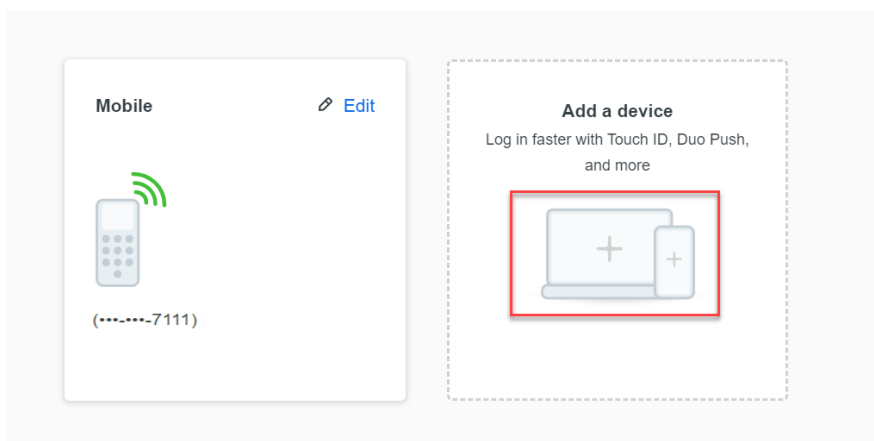 Mobile
Edit
(•••-•••-7111)
Add a device
Log in faster with Touch ID, Duo Push,
and more